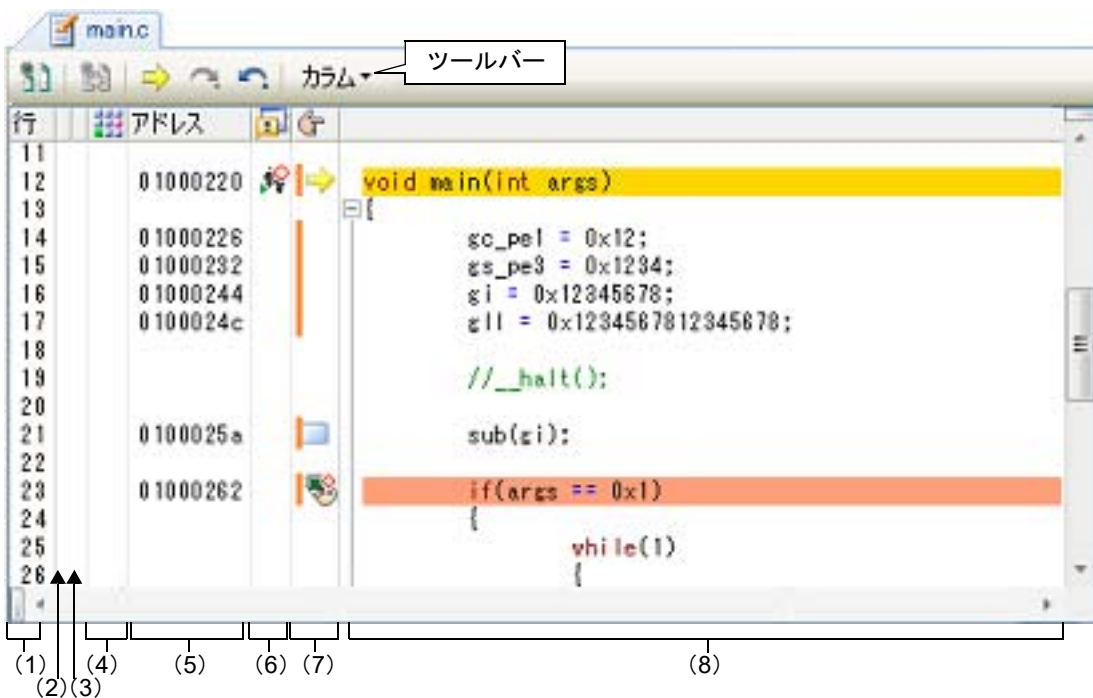 main.c
カラム
ツールバー
行 アドレス
11
12 01000220 void main(int args)
13 {
14 01000226 gc_pe1 = 0x12;
15 01000232 gs_pe3 = 0x1234;
16 01000244 gi = 0x12345678;
17 0100024c gll = 0x1234567812345678;
18
19 //__halt();
20
21 0100025a sub(gi);
22
23 01000262 if(args == 0x1)
24 {
25 while(1)
26 {
(1) (4) (5) (6) (7) (8)
(2)(3)